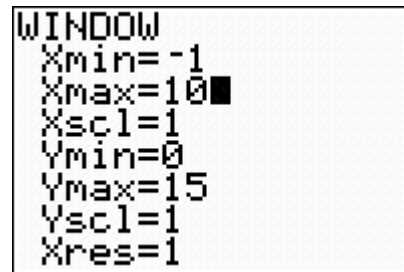 WINDOW
Xmin=-1
Xmax=10
Xscl=1
Ymin=0
Ymax=15
Yscl=1
Xres=1